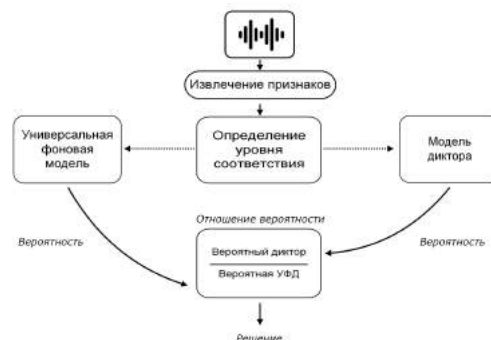 Извлечение признаков
Универсальная
фоновая
модель
Определение
уровня
соответствия
Модель
диктора
Отношение вероятности
Вероятность
Вероятность
Вероятный диктор
Вероятная УФД
Решение